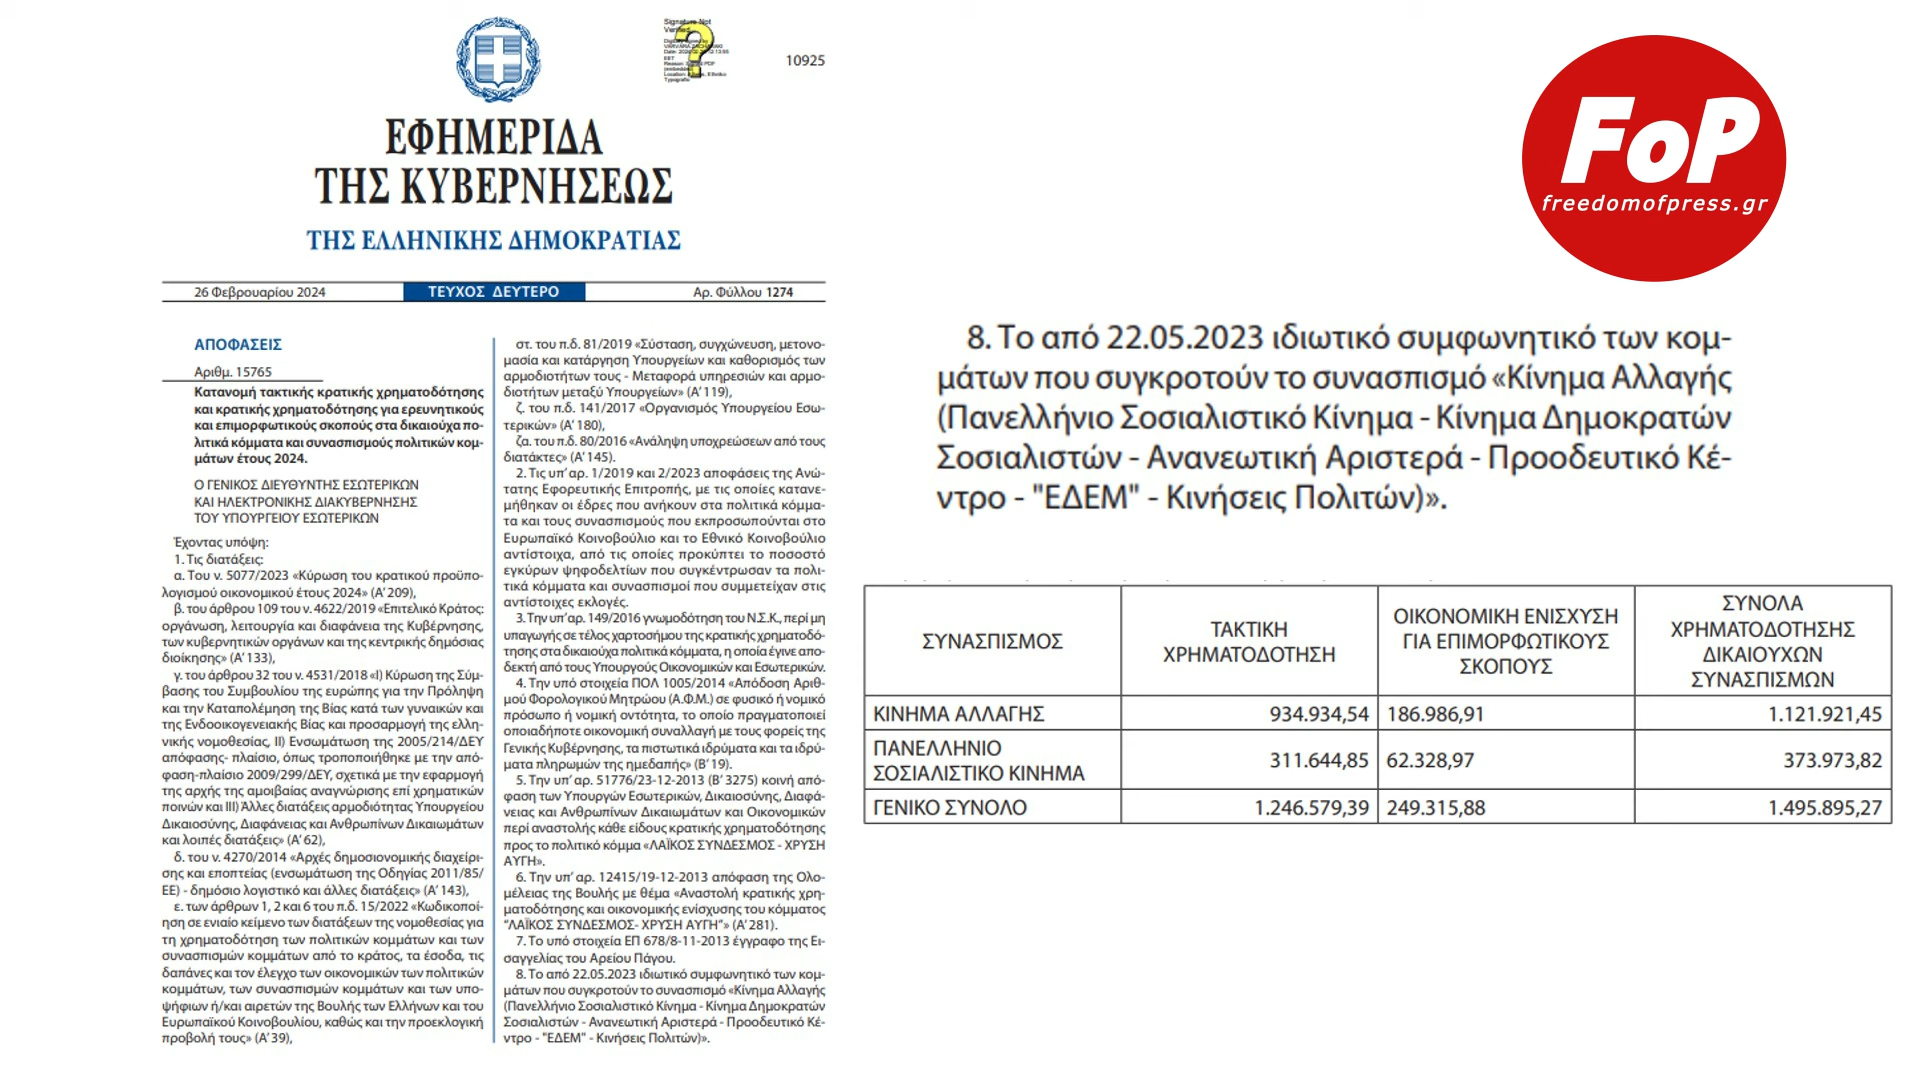 Signature Not
Verified
10925
ΕΦΗΜΕΡΙΔΑ
ΤΗΣ ΚΥΒΕΡΝΗΣΕΩΣ
ΤΗΣ ΕΛΛΗΝΙΚΗΣ ΔΗΜΟΚΡΑΤΙΑΣ
26 Φεβρουαρίου 2024 ΤΕΥΧΟΣ ΔΕΥΤΕΡΟ Αρ. Φύλλου 1274
ΑΠΟΦΑΣΕΙΣ
Αριθμ. 15765
Κατανομή τακτικής κρατικής χρηματοδότησης
και κρατικής χρηματοδότησης για ερευνητικούς
και επιμορφωτικούς σκοπούς στα δικαιούχα πο-
λιτικά κόμματα και συνασπισμούς πολιτικών κομ-
μάτων έτους 2024.
Ο ΓΕΝΙΚΟΣ ΔΙΕΥΘΥΝΤΗΣ ΕΣΩΤΕΡΙΚΩΝ
ΚΑΙ ΗΛΕΚΤΡΟΝΙΚΗΣ ΔΙΑΚΥΒΕΡΝΗΣΗΣ
ΤΟΥ ΥΠΟΥΡΓΕΙΟΥ ΕΣΩΤΕΡΙΚΩΝ
Έχοντας υπόψη:
1. Τις διατάξεις:
α. Του ν. 5077/2023 «Κύρωση του κρατικού προϋπο-
λογισμού οικονομικού έτους 2024» (Α’ 209),
β. του άρθρου 109 του ν. 4622/2019 «Επιτελικό Κράτος:
οργάνωση, λειτουργία και διαφάνεια της Κυβέρνησης,
των κυβερνητικών οργάνων και της κεντρικής δημόσιας
διοίκησης» (Α’ 133),
γ. του άρθρου 32 του ν. 4531/2018 «Ι) Κύρωση της Σύμ-
βασης του Συμβουλίου της ευρώπης για την Πρόληψη
και την Καταπολέμηση της Βίας κατά των γυναικών και
της Ενδοοικογενειακής Βίας και προσαρμογή της ελλη-
νικής νομοθεσίας, ΙΙ) Ενσωμάτωση της 2005/214/ΔΕΥ
απόφασης- πλαίσιο, όπως τροποποιήθηκε με την από-
φαση-πλαίσιο 2009/299/ΔΕΥ, σχετικά με την εφαρμογή
της αρχής της αμοιβαίας αναγνώρισης επί χρηματικών
ποινών και ΙΙΙ) Άλλες διατάξεις αρμοδιότητας Υπουργείου
Δικαιοσύνης, Διαφάνειας και Ανθρωπίνων Δικαιωμάτων
και λοιπές διατάξεις» (Α’ 62),
δ. του ν. 4270/2014 «Αρχές δημοσιονομικής διαχείρι-
σης και εποπτείας (ενσωμάτωση της Οδηγίας 2011/85/
ΕΕ) - δημόσιο λογιστικό και άλλες διατάξεις» (Α’ 143),
ε. των άρθρων 1, 2 και 6 του π.δ. 15/2022 «Κωδικοποί-
ηση σε ενιαίο κείμενο των διατάξεων της νομοθεσίας για
τη χρηματοδότηση των πολιτικών κομμάτων και των
συνασπισμών κομμάτων από το κράτος, τα έσοδα, τις
δαπάνες και τον έλεγχο των οικονομικών των πολιτικών
κομμάτων, των συνασπισμών κομμάτων και των υπο-
ψήφιων ή/και αιρετών της Βουλής των Ελλήνων και του
Ευρωπαϊκού Κοινοβουλίου, καθώς και την προεκλογική
προβολή τους» (Α’ 39),
στ. του π.δ. 81/2019 «Σύσταση, συγχώνευση, μετονο-
μασία και κατάργηση Υπουργείων και καθορισμός των
αρμοδιοτήτων τους - Μεταφορά υπηρεσιών και αρμο-
διοτήτων μεταξύ Υπουργείων» (Α’ 119),
ζ. του π.δ. 141/2017 «Οργανισμός Υπουργείου Εσω-
τερικών» (Α’ 180),
ζα. του π.δ. 80/2016 «Ανάληψη υποχρεώσεων από τους
διατάκτες» (Α’ 145).
2. Τις υπ’ αρ. 1/2019 και 2/2023 αποφάσεις της Ανώ-
τατης Εφορευτικής Επιτροπής, με τις οποίες κατανε-
μήθηκαν οι έδρες που ανήκουν στα πολιτικά κόμμα-
τα και τους συνασπισμούς που εκπροσωπούνται στο
Ευρωπαϊκό Κοινοβούλιο και το Εθνικό Κοινοβούλιο
αντίστοιχα, από τις οποίες προκύπτει το ποσοστό
εγκύρων ψηφοδελτίων που συγκέντρωσαν τα πολι-
τικά κόμματα και συνασπισμοί που συμμετείχαν στις
αντίστοιχες εκλογές.
3. Την υπ’ αρ. 149/2016 γνωμοδότηση του Ν.Σ.Κ., περί μη
υπαγωγής σε τέλος χαρτοσήμου της κρατικής χρηματοδό-
τησης στα δικαιούχα πολιτικά κόμματα, η οποία έγινε απο-
δεκτή από τους Υπουργούς Οικονομικών και Εσωτερικών.
4. Την υπό στοιχεία ΠΟΛ 1005/2014 «Απόδοση Αριθ-
μού Φορολογικού Μητρώου (Α.Φ.Μ.) σε φυσικό ή νομικό
πρόσωπο ή νομική οντότητα, το οποίο πραγματοποιεί
οποιαδήποτε οικονομική συναλλαγή με τους φορείς της
Γενικής Κυβέρνησης, τα πιστωτικά ιδρύματα και τα ιδρύ-
ματα πληρωμών της ημεδαπής» (Β’ 19).
5. Την υπ’ αρ. 51776/23-12-2013 (Β’ 3275) κοινή από-
φαση των Υπουργών Εσωτερικών, Δικαιοσύνης, Διαφά-
νειας και Ανθρωπίνων Δικαιωμάτων και Οικονομικών
περί αναστολής κάθε είδους κρατικής χρηματοδότησης
προς το πολιτικό κόμμα «ΛΑΪΚΟΣ ΣΥΝΔΕΣΜΟΣ - ΧΡΥΣΗ
ΑΥΓΗ».
6. Την υπ’ αρ. 12415/19-12-2013 απόφαση της Ολο-
μέλειας της Βουλής με θέμα «Αναστολή κρατικής χρη-
ματοδότησης και οικονομικής ενίσχυσης του κόμματος
“ΛΑΪΚΟΣ ΣΥΝΔΕΣΜΟΣ- ΧΡΥΣΗ ΑΥΓΗ”» (Α’ 281).
7. Το υπό στοιχεία ΕΠ 678/8-11-2013 έγγραφο της Ει-
σαγγελίας του Αρείου Πάγου.
8. Το από 22.05.2023 ιδιωτικό συμφωνητικό των κομ-
μάτων που συγκροτούν το συνασπισμό «Κίνημα Αλλαγής
(Πανελλήνιο Σοσιαλιστικό Κίνημα - Κίνημα Δημοκρατών
Σοσιαλιστών - Ανανεωτική Αριστερά - Προοδευτικό Κέ-
ντρο - "ΕΔΕΜ" - Κινήσεις Πολιτών)».
FoP
freedomofpress.gr
8. Το από 22.05.2023 ιδιωτικό συμφωνητικό των κομ-
μάτων που συγκροτούν το συνασπισμό «Κίνημα Αλλαγής
(Πανελλήνιο Σοσιαλιστικό Κίνημα - Κίνημα Δημοκρατών
Σοσιαλιστών - Ανανεωτική Αριστερά - Προοδευτικό Κέ-
ντρο - "ΕΔΕΜ" - Κινήσεις Πολιτών)».
ΣΥΝΑΣΠΙΣΜΟΣ
ΤΑΚΤΙΚΗ
ΧΡΗΜΑΤΟΔΟΤΗΣΗ
ΟΙΚΟΝΟΜΙΚΗ ΕΝΙΣΧΥΣΗ
ΓΙΑ ΕΠΙΜΟΡΦΩΤΙΚΟΥΣ
ΣΚΟΠΟΥΣ
ΣΥΝΟΛΑ
ΧΡΗΜΑΤΟΔΟΤΗΣΗΣ
ΔΙΚΑΙΟΥΧΩΝ
ΣΥΝΑΣΠΙΣΜΩΝ
ΚΙΝΗΜΑ ΑΛΛΑΓΗΣ 934.934,54 186.986,91 1.121.921,45
ΠΑΝΕΛΛΗΝΙΟ
ΣΟΣΙΑΛΙΣΤΙΚΟ ΚΙΝΗΜΑ 311.644,85 62.328,97 373.973,82
ΓΕΝΙΚΟ ΣΥΝΟΛΟ 1.246.579,39 249.315,88 1.495.895,27